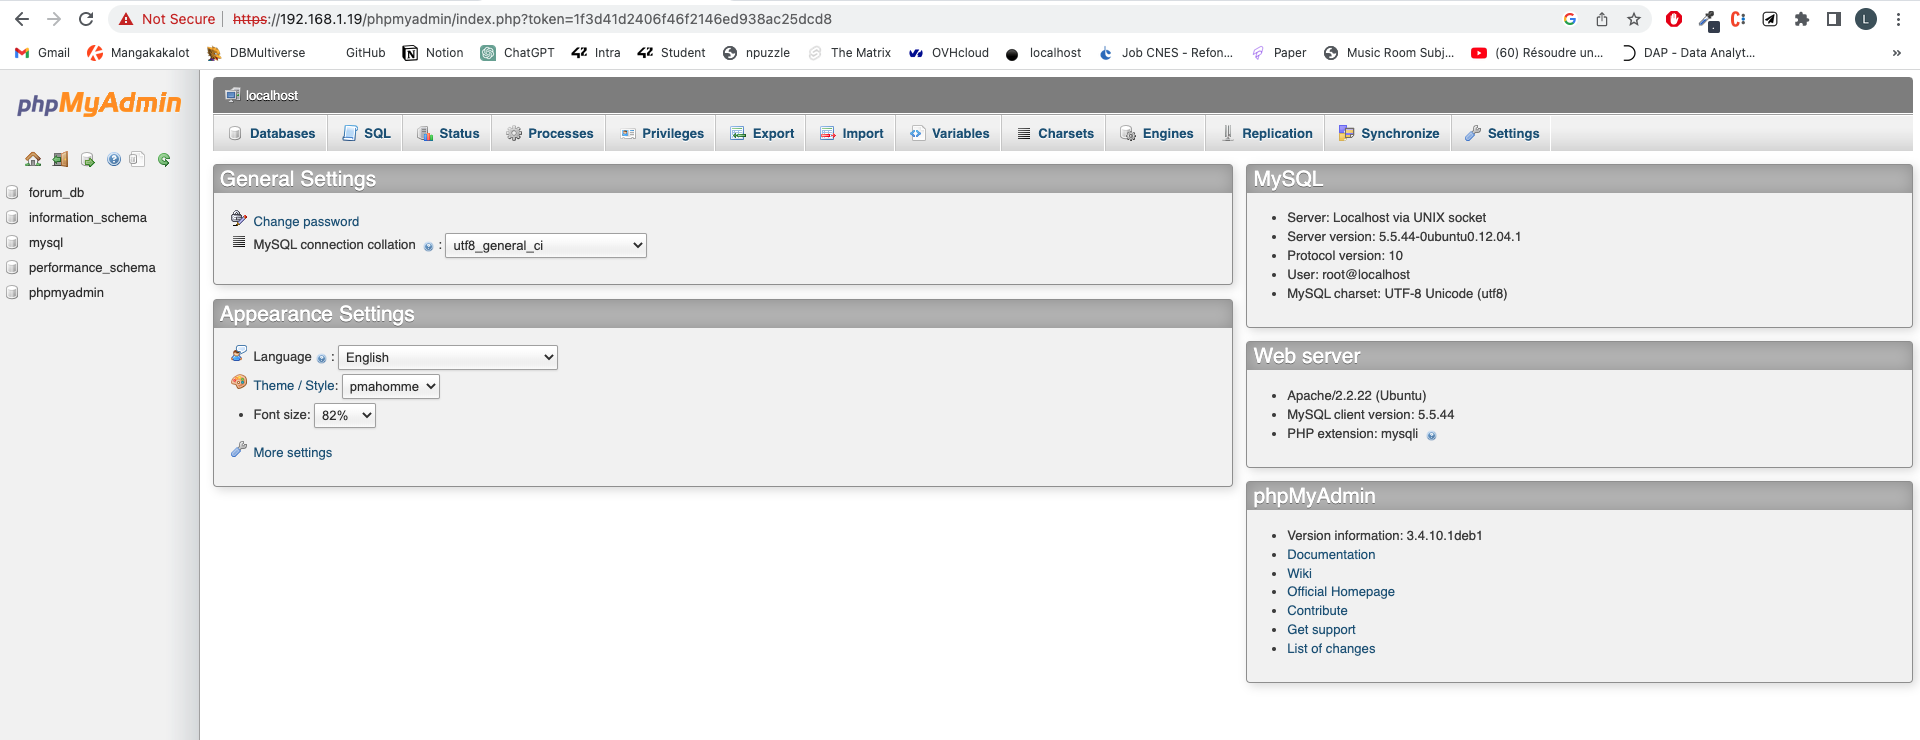 Not Secure | https://192.168.1.19/phpmyadmin/index.php?token=1f3d41d2406f46f2146ed938ac25dcd8
Gmail Mangakakalot DBMultiverse GitHub Notion ChatGPT Intra Student npuzzle The Matrix OVHcloud localhost Job CNES - Refon... Paper Music Room Subj... (60) Résoudre un... DAP - Data Analyt... »
phpMyAdmin
forum_db
information_schema
mysql
performance_schema
phpmyadmin
localhost
Databases SQL Status Processes Privileges Export Import Variables Charsets Engines Replication Synchronize Settings
General Settings
Change password
MySQL connection collation : utf8_general_ci
Appearance Settings
Language : English
Theme / Style: pmahomme
Font size: 82%
More settings
MySQL
Server: Localhost via UNIX socket
Server version: 5.5.44-0ubuntu0.12.04.1
Protocol version: 10
User: root@localhost
MySQL charset: UTF-8 Unicode (utf8)
Web server
Apache/2.2.22 (Ubuntu)
MySQL client version: 5.5.44
PHP extension: mysqli
phpMyAdmin
Version information: 3.4.10.1deb1
Documentation
Wiki
Official Homepage
Contribute
Get support
List of changes